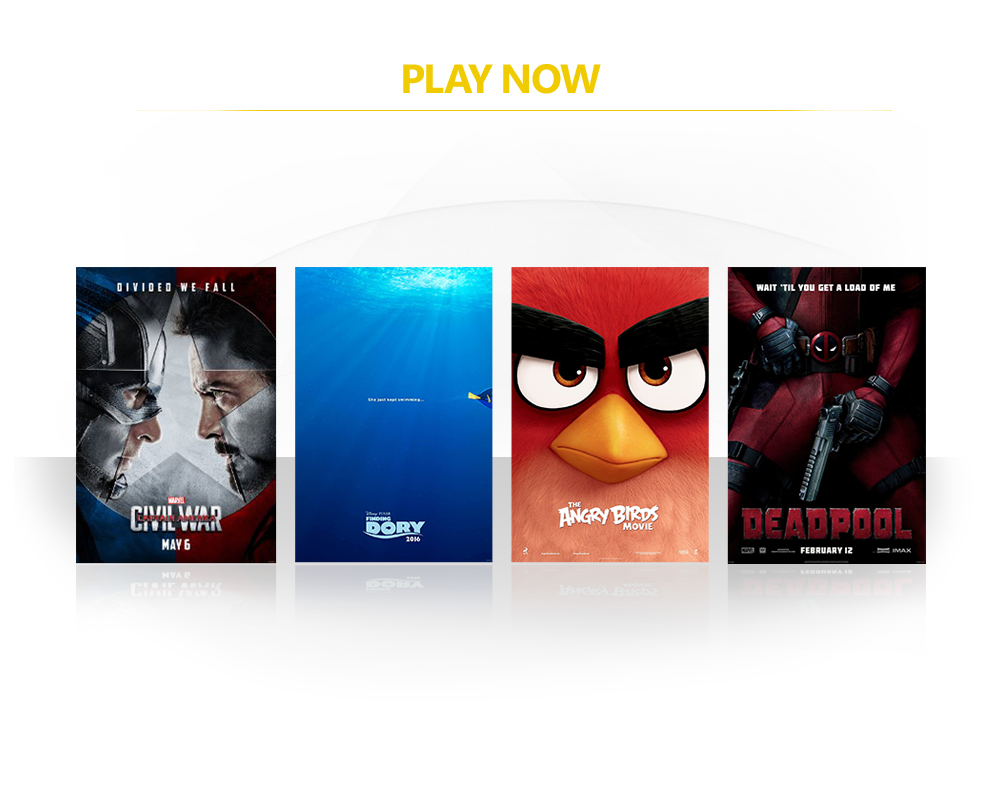 PLAY NOW
DIVIDED WE FALL
MARVEL
CAPTAIN AMERICA
CIVIL WAR
MAY 6
She just kept swimming...
Disney PIXAR
FINDING
DORY
2016
THE
ANGRY BIRDS
MOVIE
WAIT 'TIL YOU GET A LOAD OF ME
DEADPOOL
MARVEL
FEBRUARY 12
IMAX